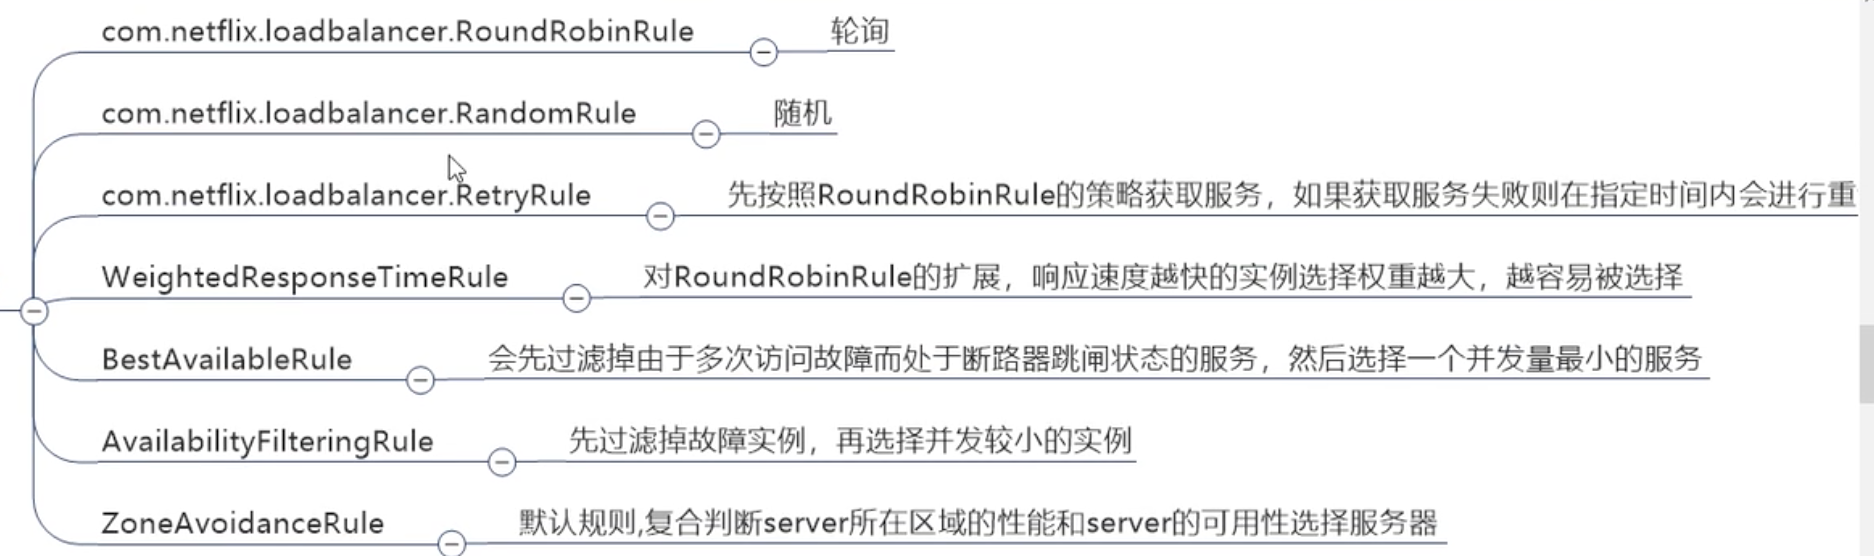 com.netflix.loadbalancer.RoundRobinRule 轮询
com.netflix.loadbalancer.RandomRule 随机
com.netflix.loadbalancer.RetryRule 先按照RoundRobinRule的策略获取服务，如果获取服务失败则在指定时间内会进行重
WeightedResponseTimeRule 对RoundRobinRule的扩展，响应速度越快的实例选择权重越大，越容易被选择
BestAvailableRule 会先过滤掉由于多次访问故障而处于断路器跳闸状态的服务，然后选择一个并发量最小的服务
AvailabilityFilteringRule 先过滤掉故障实例，再选择并发较小的实例
ZoneAvoidanceRule 默认规则,复合判断server所在区域的性能和server的可用性选择服务器